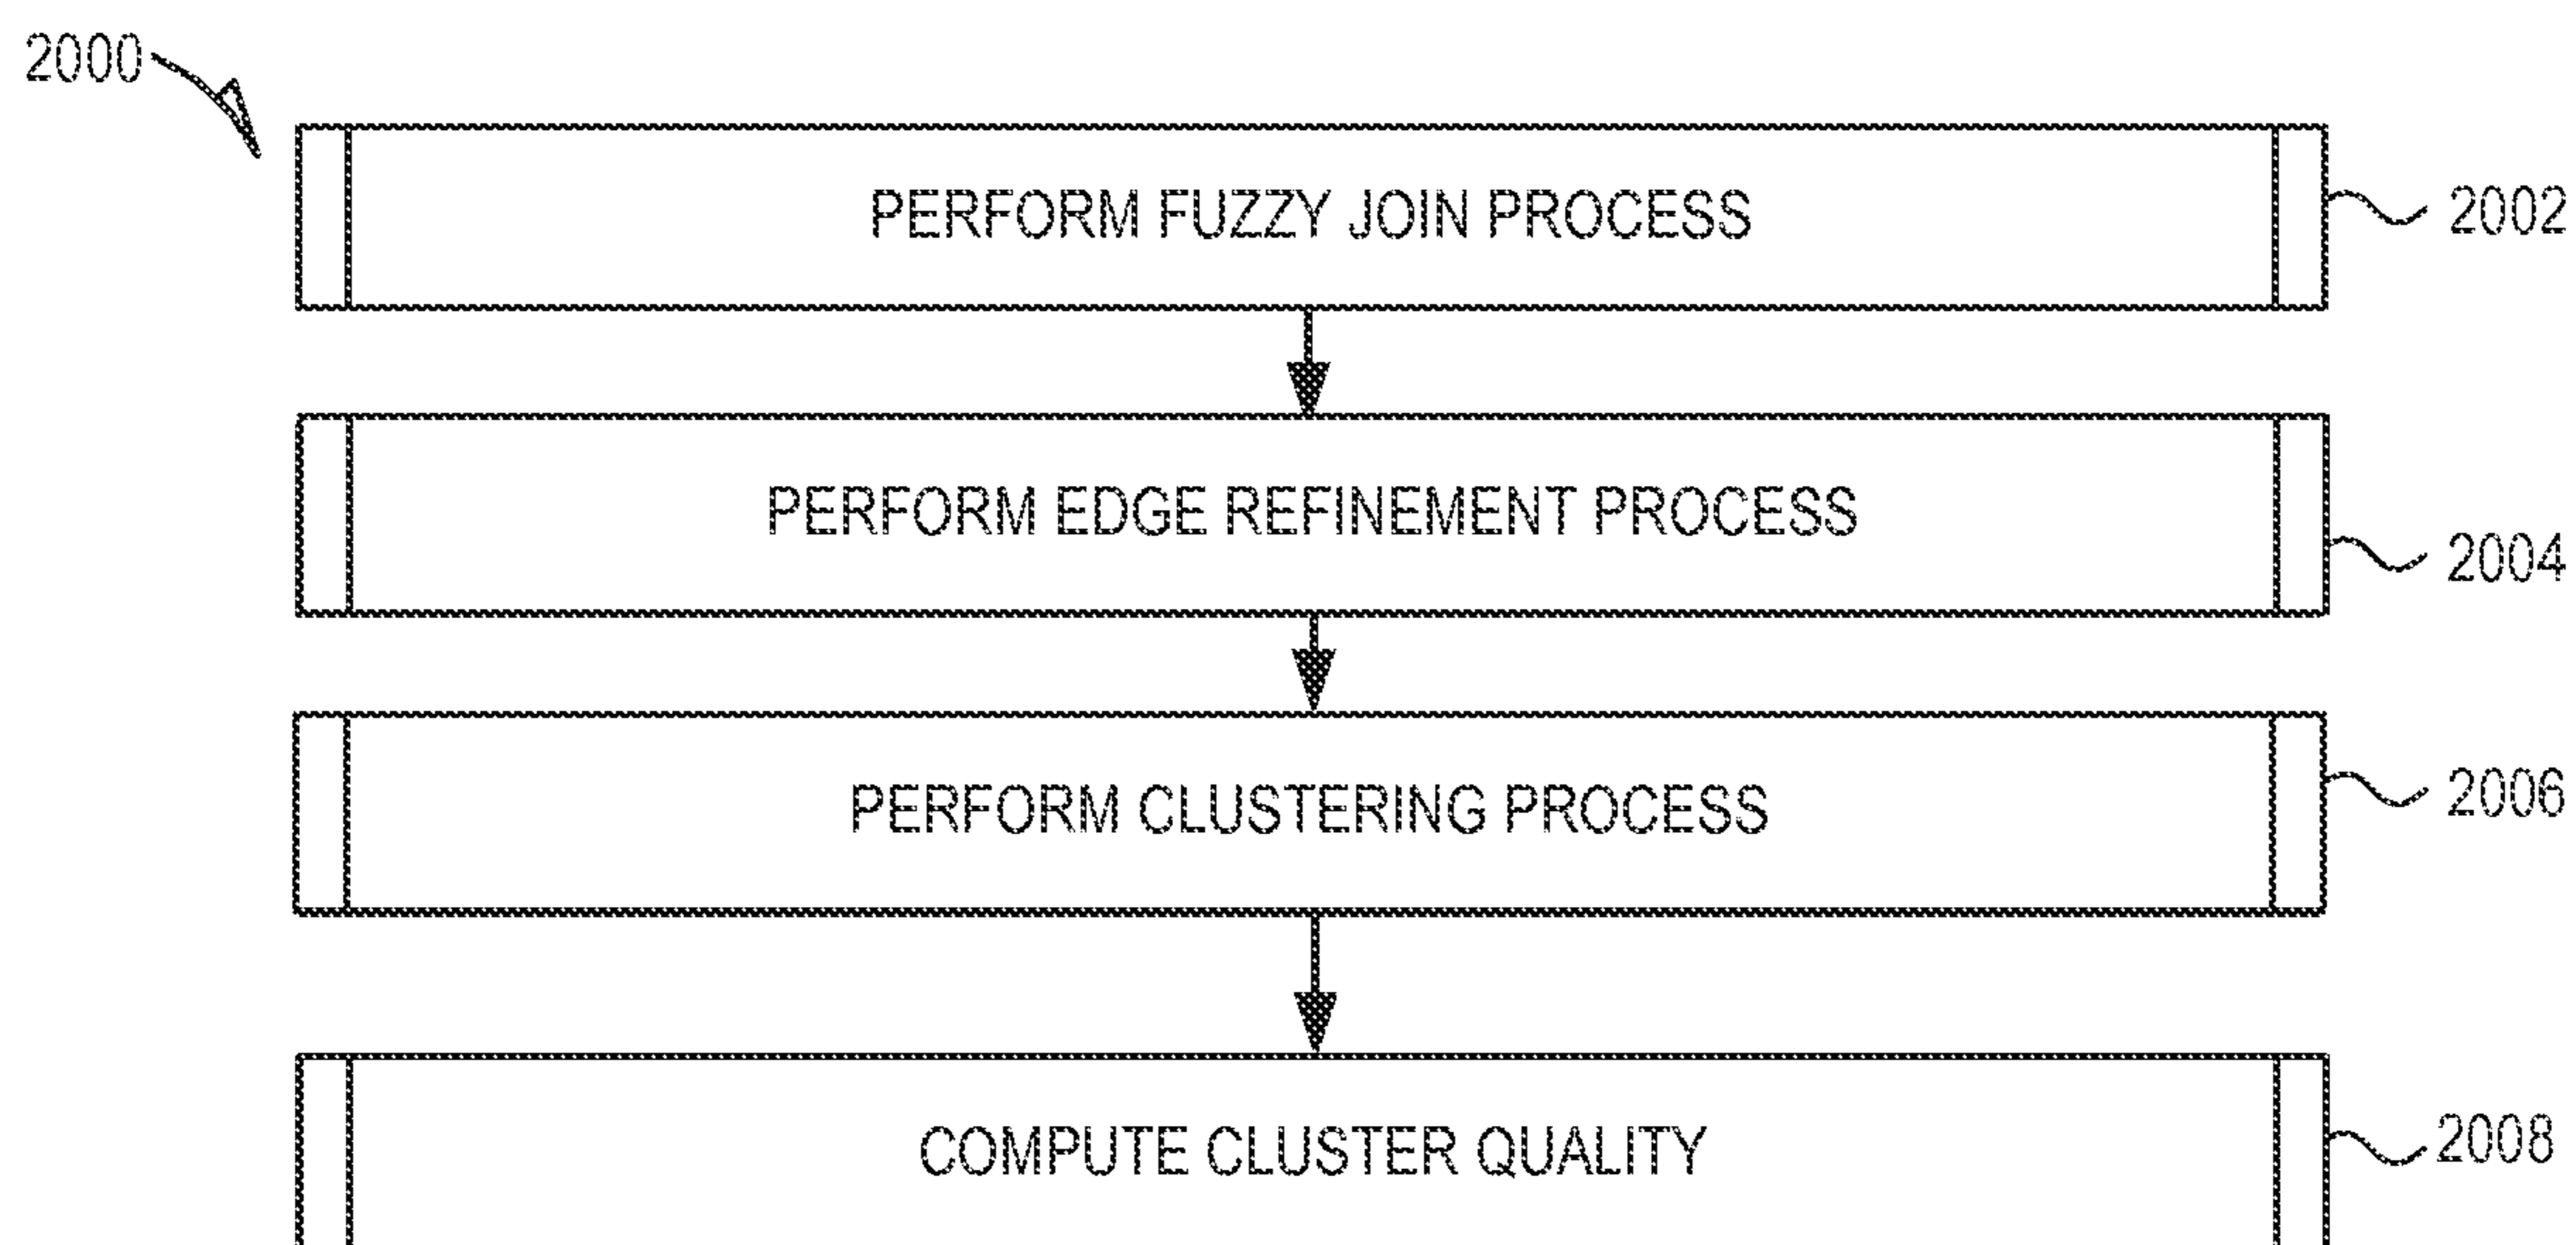 2000
PERFORM FUZZY JOIN PROCESS
2002
PERFORM EDGE REFINEMENT PROCESS
2004
PERFORM CLUSTERING PROCESS
2006
COMPUTE CLUSTER QUALITY
2008